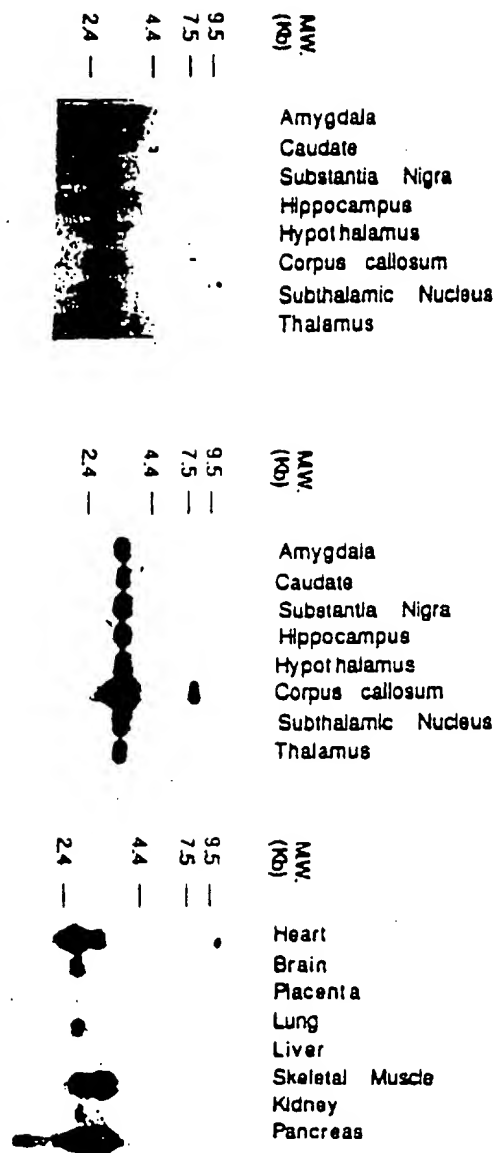 MW.
(Kb)
9.5 —
7.5 —
4.4 —
2.4 —
Amygdala
Caudate
Substantia Nigra
Hippocampus
Hypothalamus
Corpus callosum
Subthalamic Nucleus
Thalamus
MW.
(Kb)
9.5 —
7.5 —
4.4 —
2.4 —
Amygdala
Caudate
Substantia Nigra
Hippocampus
Hypothalamus
Corpus callosum
Subthalamic Nucleus
Thalamus
MW.
(Kb)
9.5 —
7.5 —
4.4 —
2.4 —
Heart
Brain
Placenta
Lung
Liver
Skeletal Muscle
Kidney
Pancreas